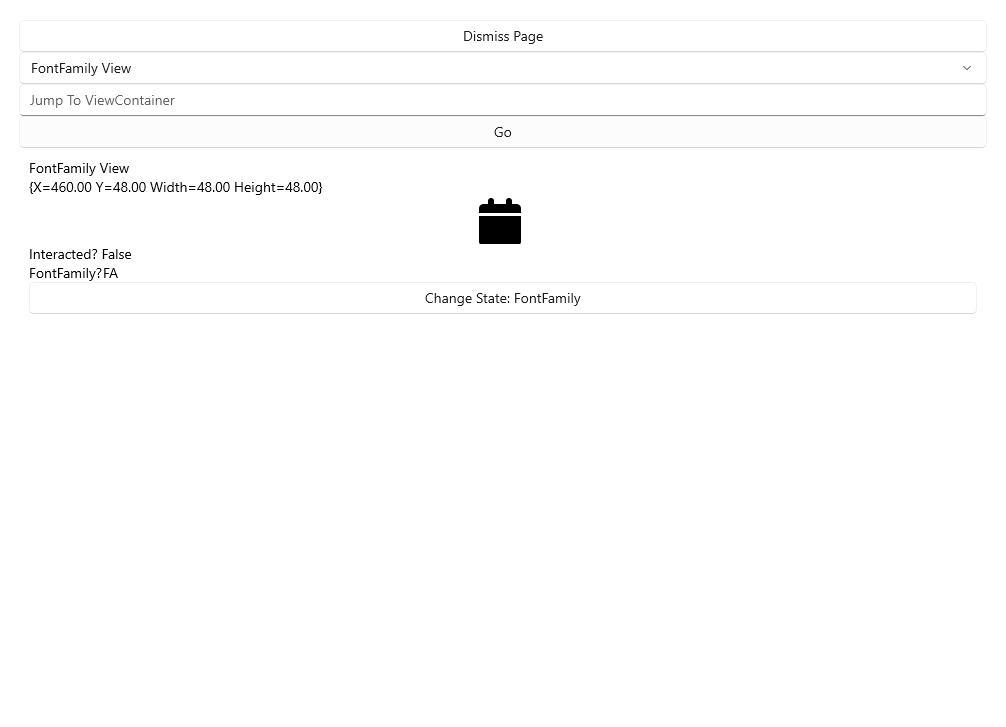 Dismiss Page
FontFamily View
Jump To ViewContainer
Go
FontFamily View
{X=460.00 Y=48.00 Width=48.00 Height=48.00}
Interacted? False
FontFamily?FA
Change State: FontFamily